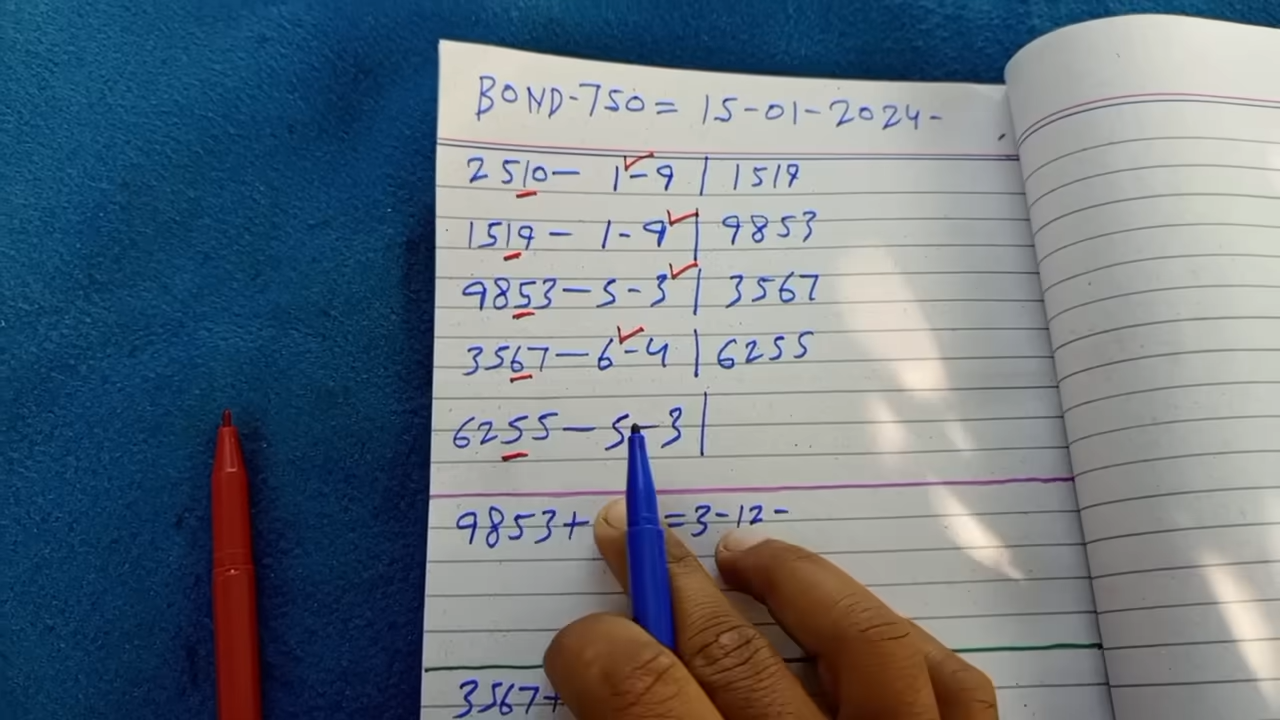 BOND-750= 15-01-2024-
2510- 1-9 | 1519
1519 - 1-9 | 9853
9853-5-3 | 3567
3567-6-4 | 6255
6255-5-3 |
9853+ =3-12-
3567+